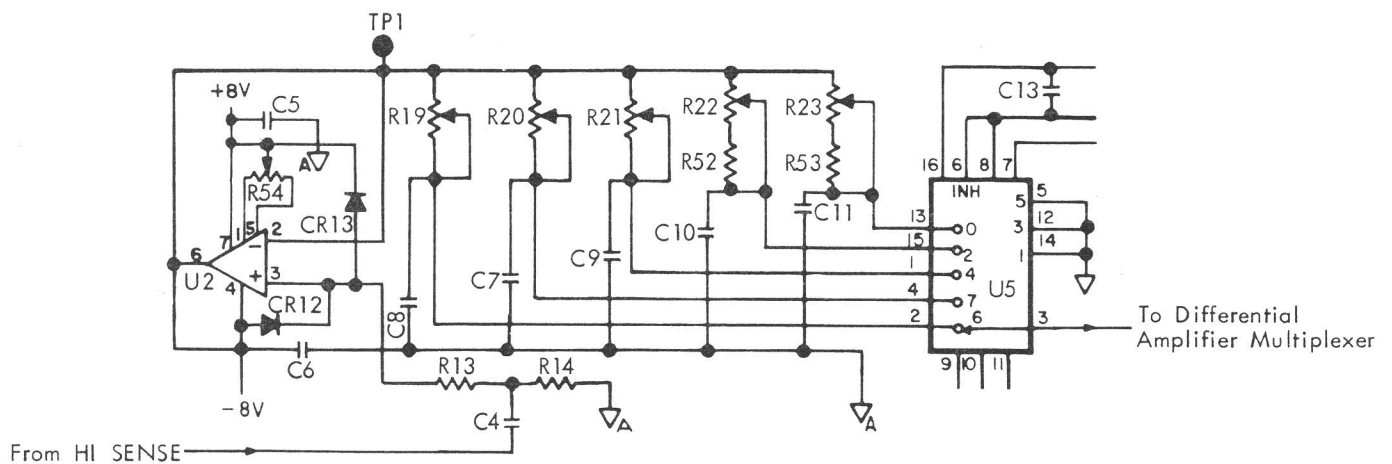 TP1
+8V
C5
C13
R19
R20
R21
R22
R23
A
R54
R52
R53
16 6 8 7
INH
CR13
7 1 5 2
6
U2
−
+
3
4
C10
C11
13 0
15 2
1 4
4 7
2 6
5 5
3 12
1 14
U5
3
C9
C7
C8
CR12
C6
To Differential
Amplifier Multiplexer
9 10 11
R13
R14
−8V
C4
A
A
From HI SENSE